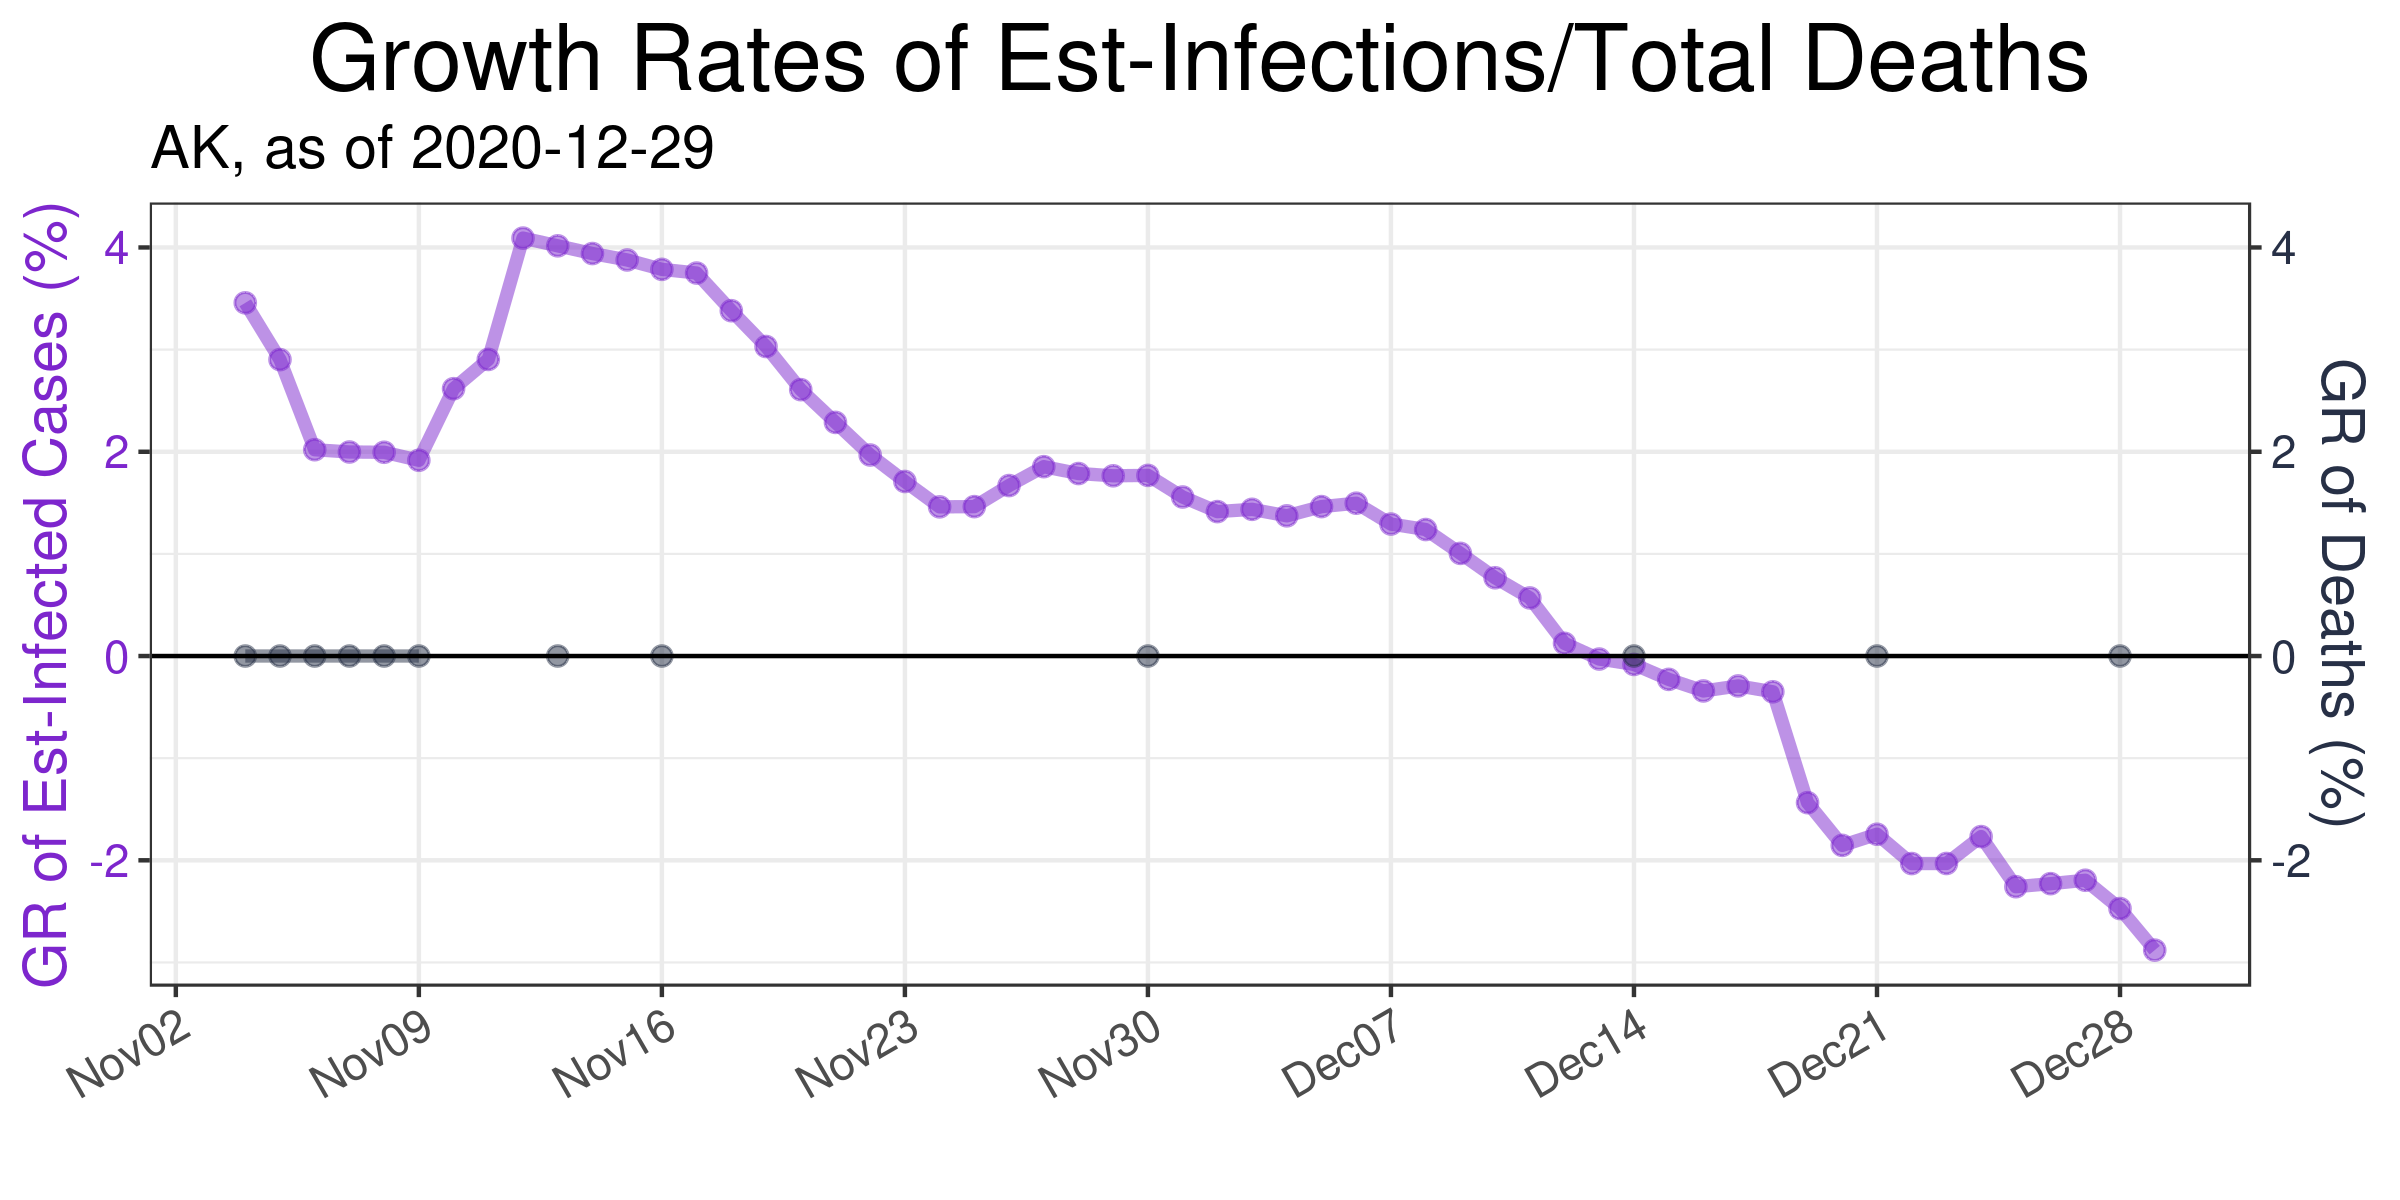 Growth Rates of Est-Infections/Total Deaths
AK, as of 2020-12-29
GR of Est-Infected Cases (%)
4
2
0
-2
4
2
0
-2
GR of Deaths (%)
Nov02
Nov09
Nov16
Nov23
Nov30
Dec07
Dec14
Dec21
Dec28